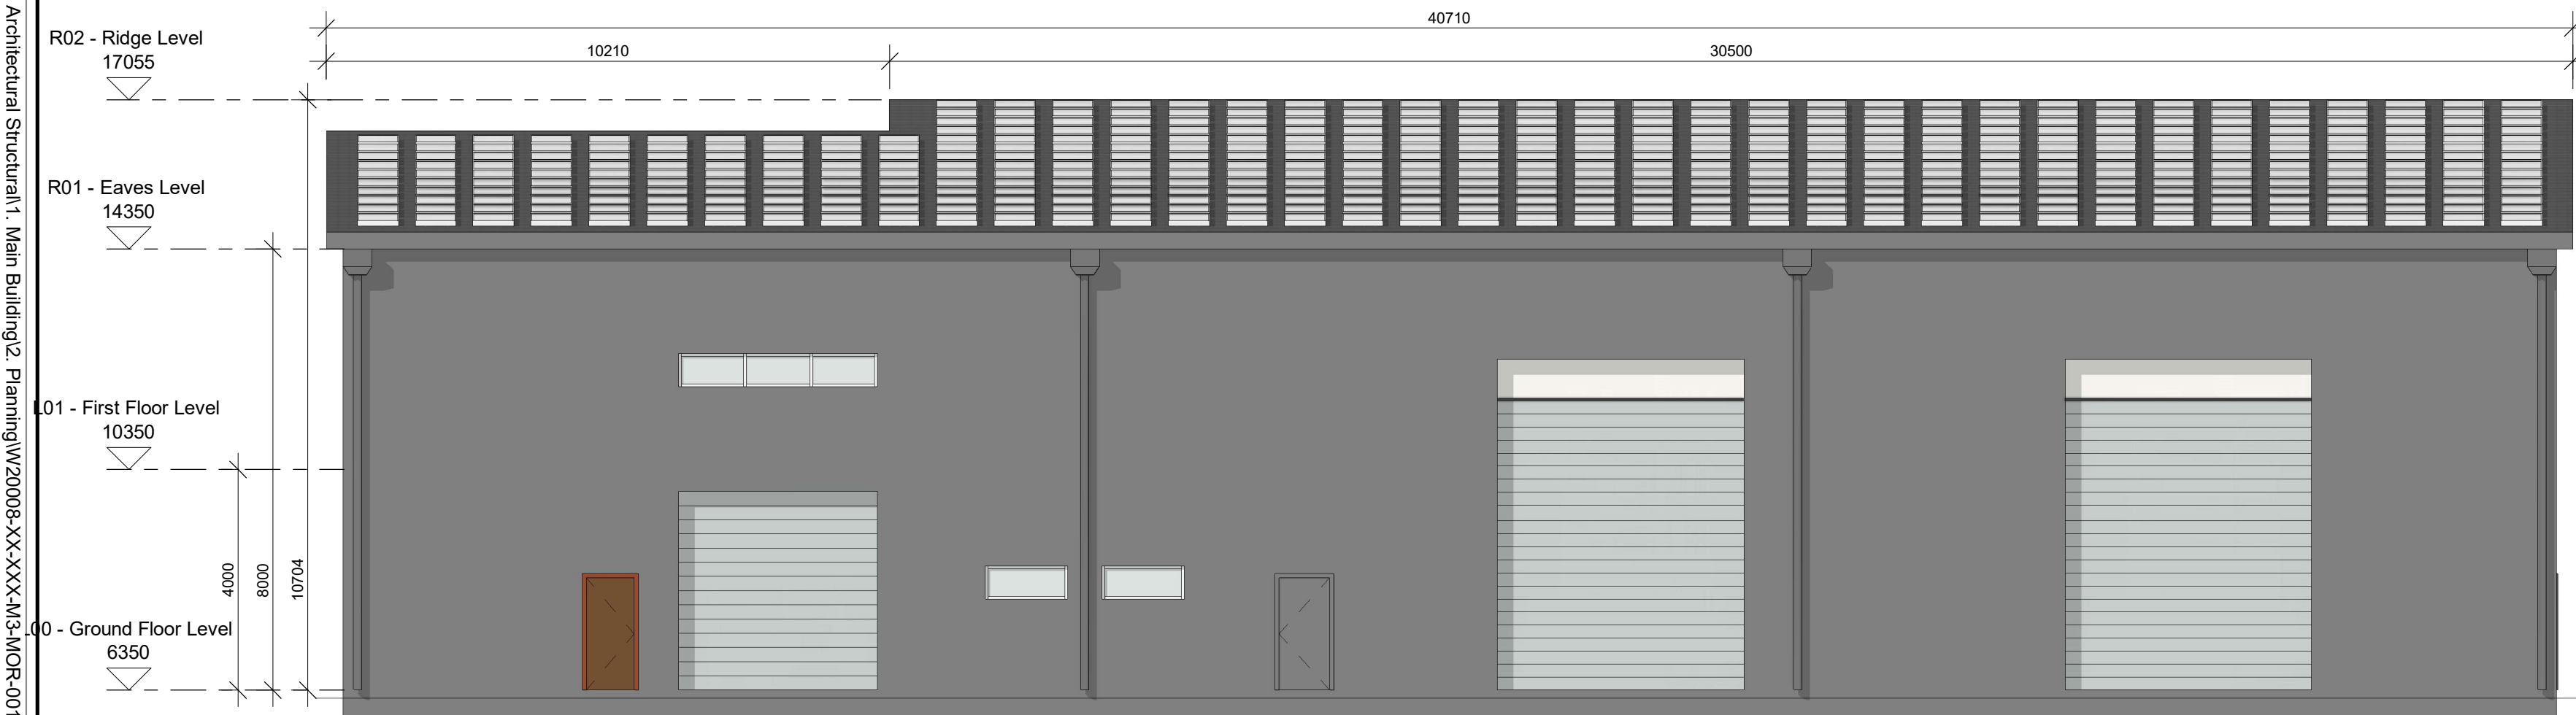 Architectural Structural\1. Main Building\2. Planning\W20008-XX-XXX-M3-MOR-001
40710
R02 - Ridge Level
17055
10210
30500
R01 - Eaves Level
14350
L01 - First Floor Level
10350
4000
8000
10704
L00 - Ground Floor Level
6350